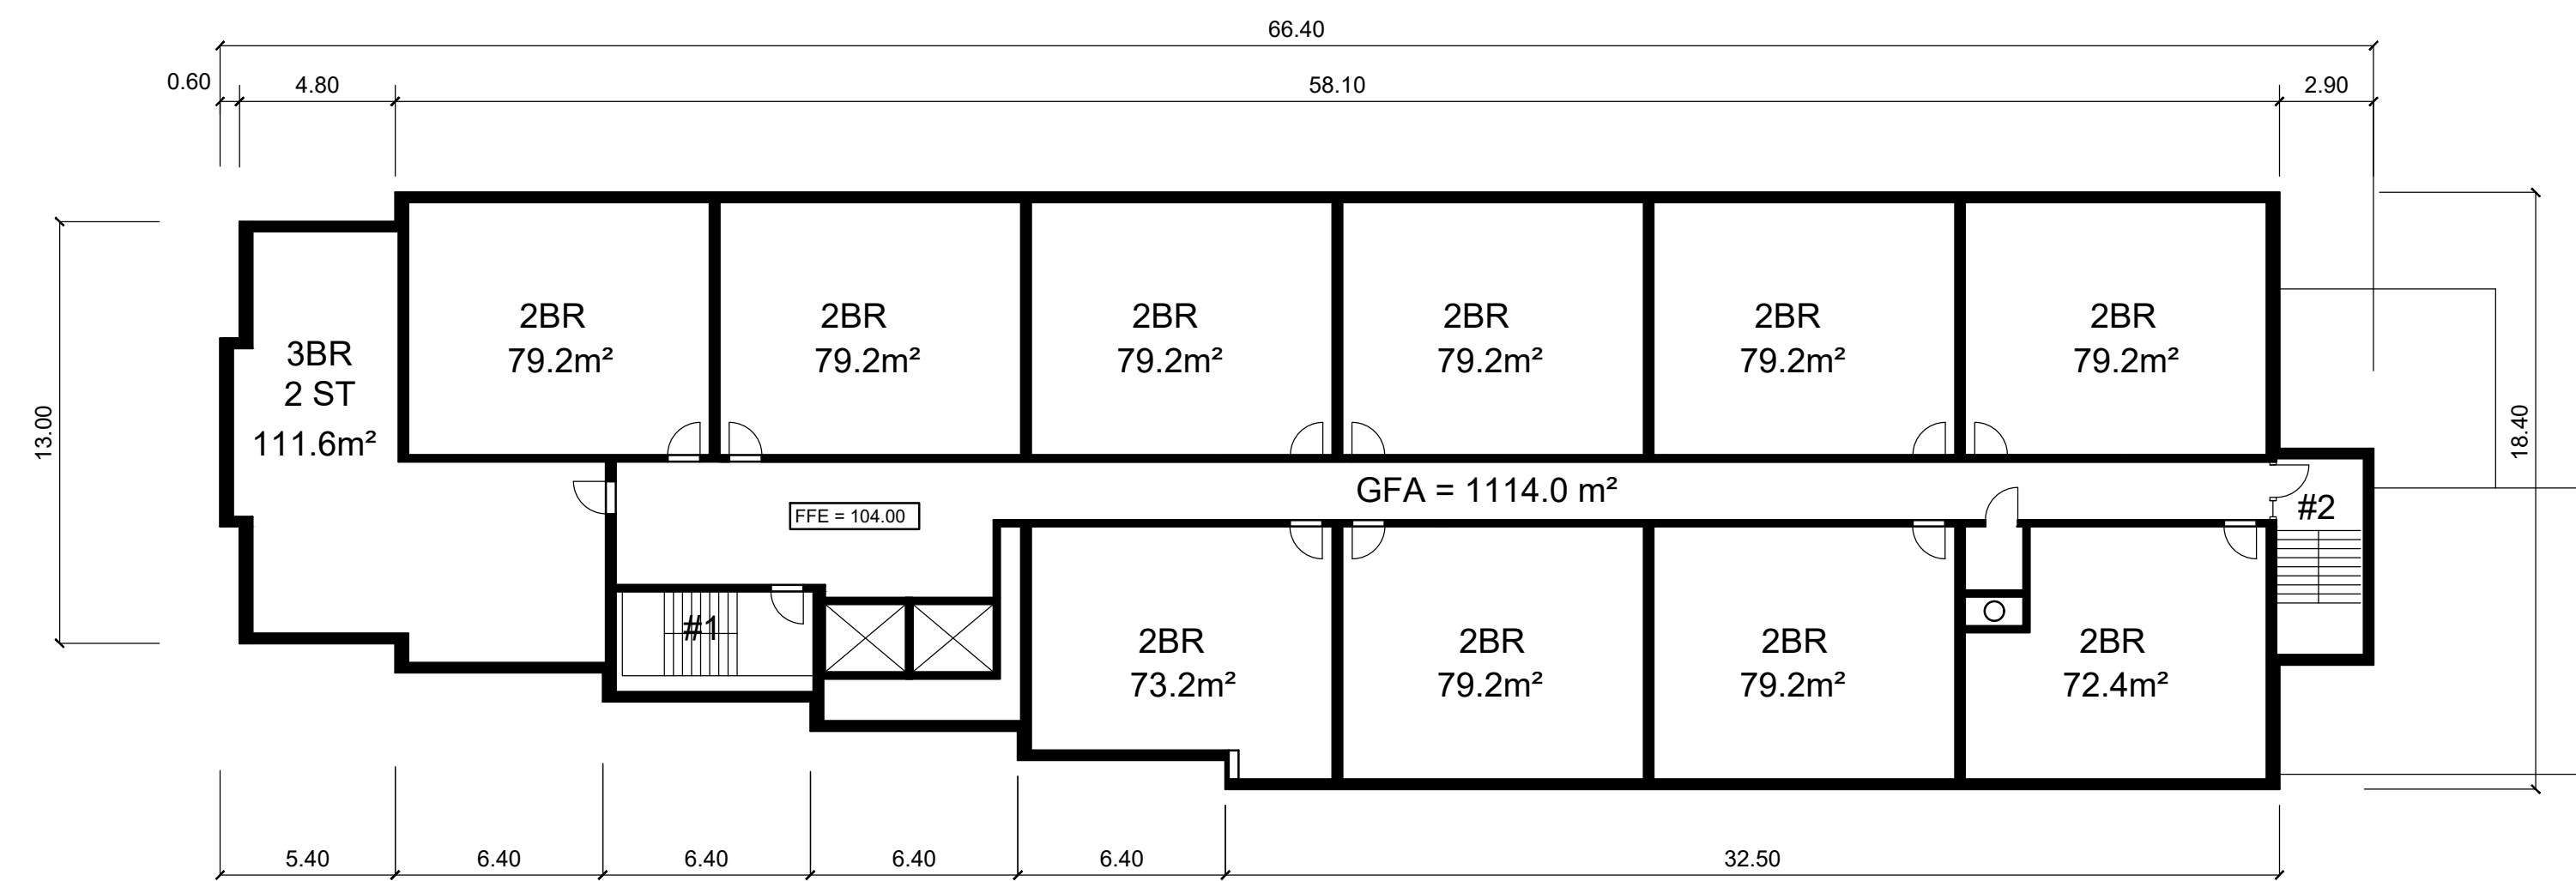 66.40
0.60
4.80
58.10
2.90
2BR
79.2m²
2BR
79.2m²
2BR
79.2m²
2BR
79.2m²
2BR
79.2m²
2BR
79.2m²
3BR
2 ST
111.6m²
13.00
18.40
GFA = 1114.0 m²
FFE = 104.00
#2
#1
2BR
73.2m²
2BR
79.2m²
2BR
79.2m²
2BR
72.4m²
5.40
6.40
6.40
6.40
6.40
32.50